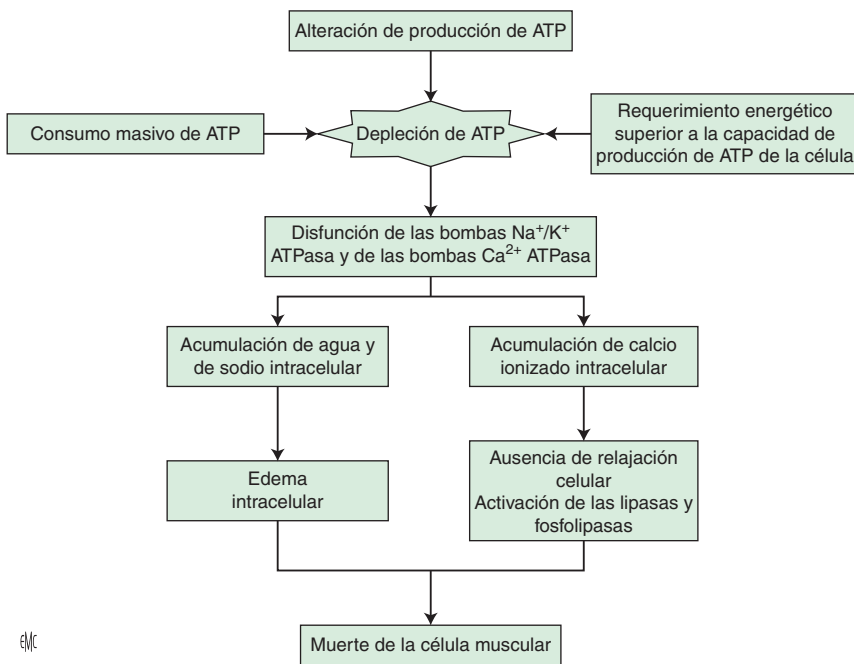 Alteración de producción de ATP
Consumo masivo de ATP
Depleción de ATP
Requerimiento energético
superior a la capacidad de
producción de ATP de la célula
Disfunción de las bombas Na⁺/K⁺
ATPasa y de las bombas Ca²⁺ ATPasa
Acumulación de agua y
de sodio intracelular
Acumulación de calcio
ionizado intracelular
Edema
intracelular
Ausencia de relajación
celular
Activación de las lipasas y
fosfolipasas
Muerte de la célula muscular
EMC